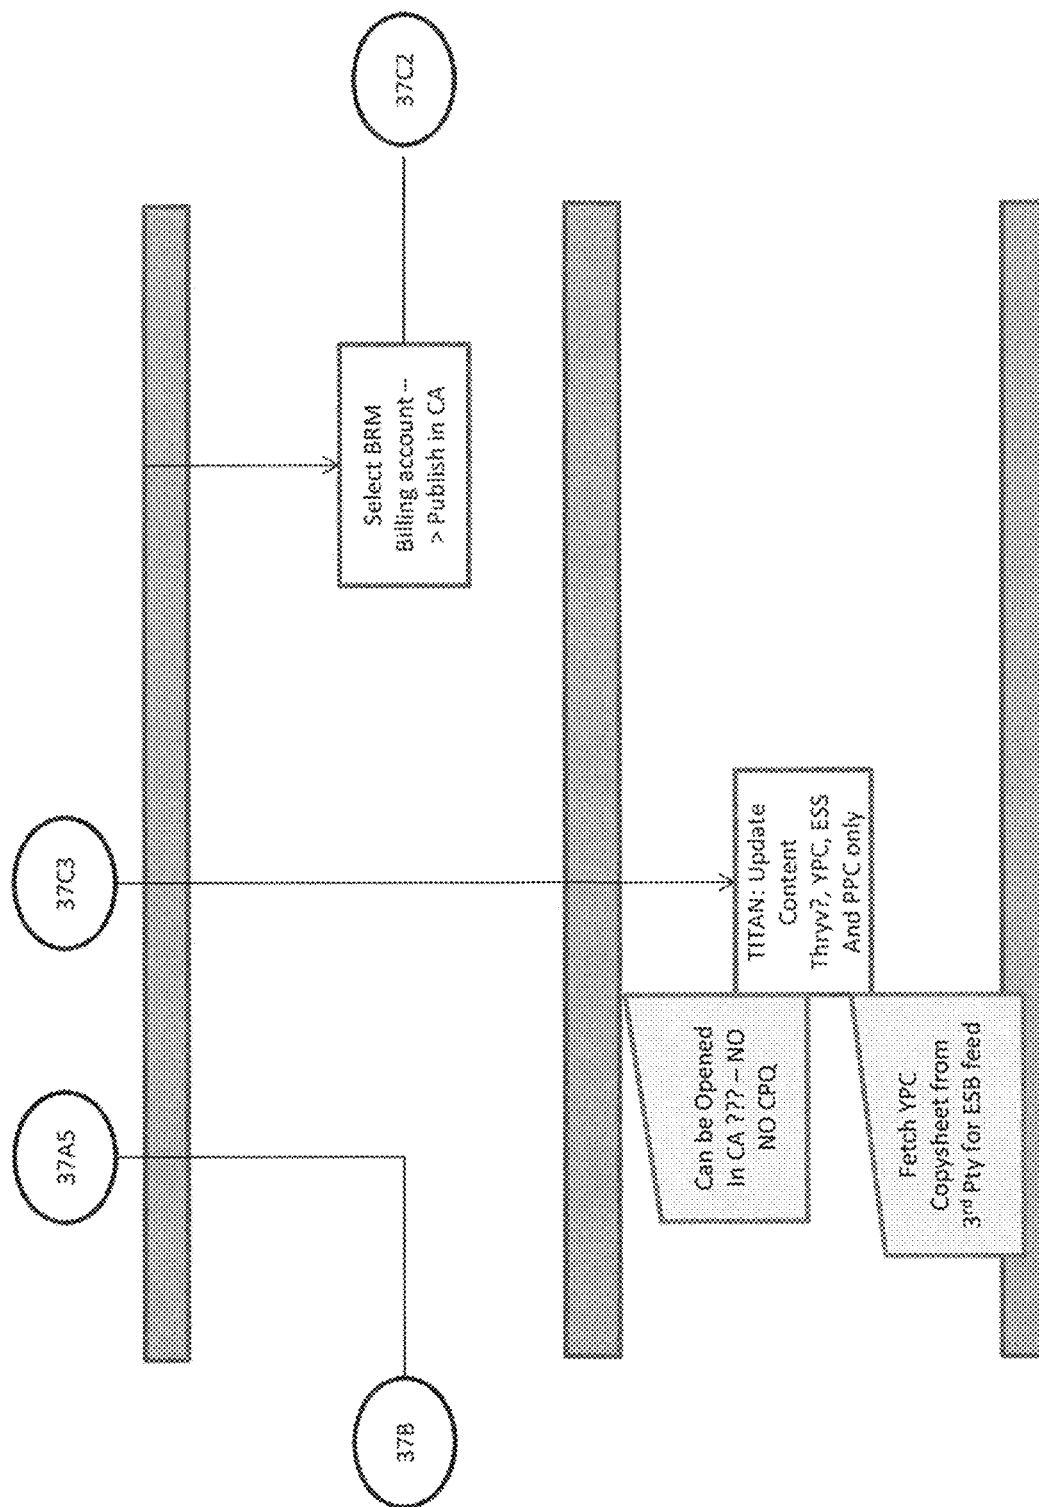 37C2
Select BRM
Billing account --
> Publish in CA
37C3
TITAN: Update
Content
Thryv?, YPC, ESS
And PPC only
37A5
Can be Opened
In CA ??? – NO
NO CPQ
Fetch YPC
Copysheet from
3rd Pty for ESB feed
37B